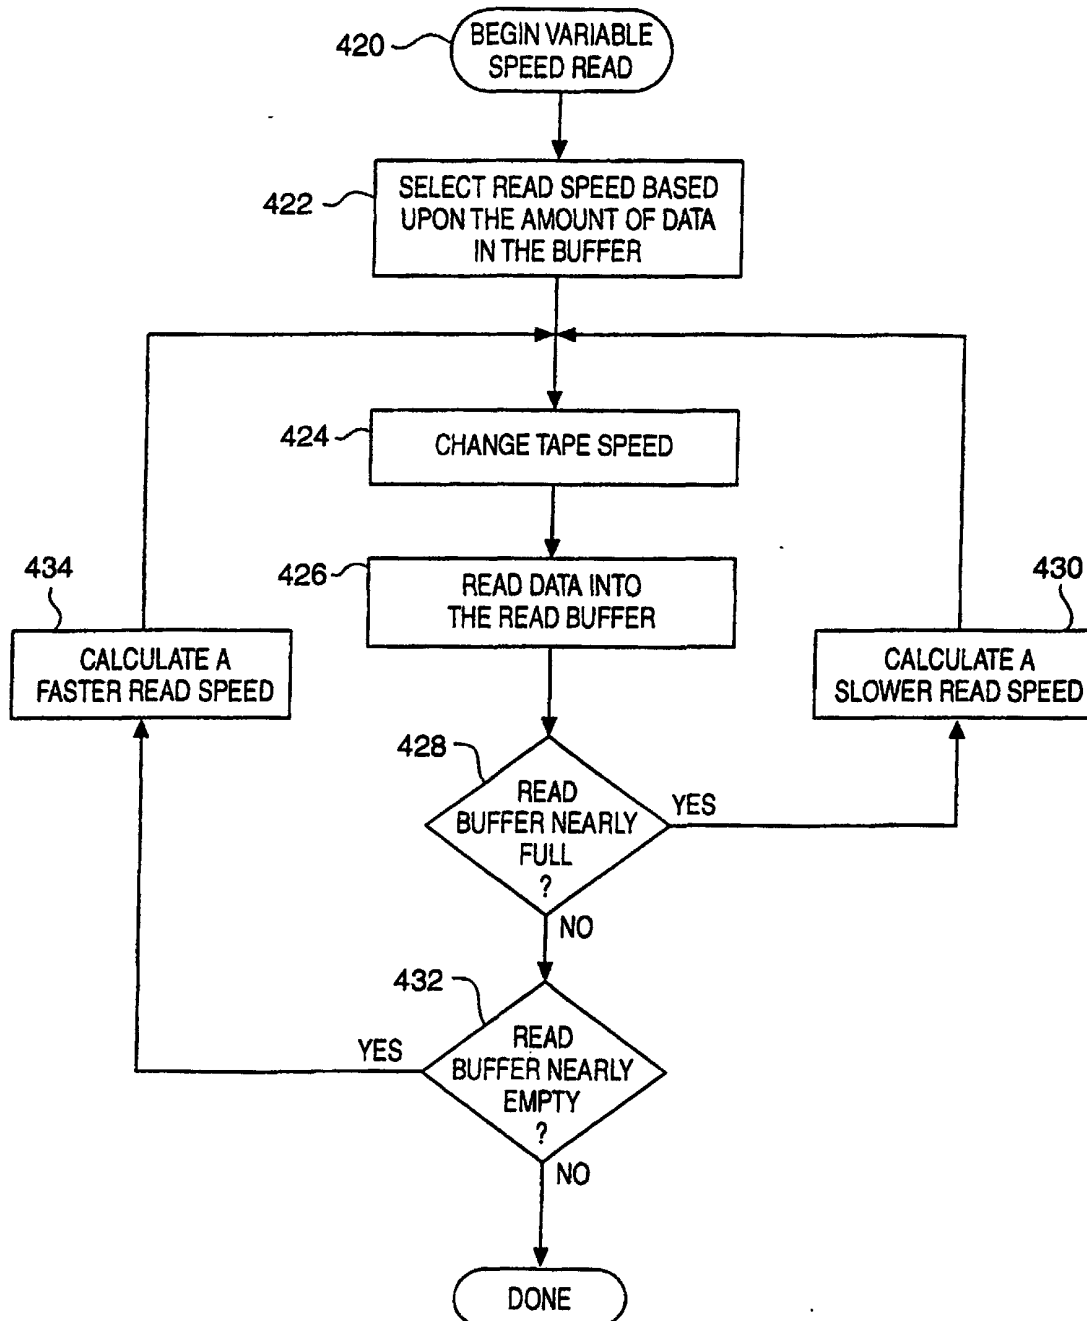 420
BEGIN VARIABLE
SPEED READ
422
SELECT READ SPEED BASED
UPON THE AMOUNT OF DATA
IN THE BUFFER
424
CHANGE TAPE SPEED
426
READ DATA INTO
THE READ BUFFER
434
CALCULATE A
FASTER READ SPEED
430
CALCULATE A
SLOWER READ SPEED
428
READ
BUFFER NEARLY
FULL
?
YES
NO
432
READ
BUFFER NEARLY
EMPTY
?
YES
NO
DONE